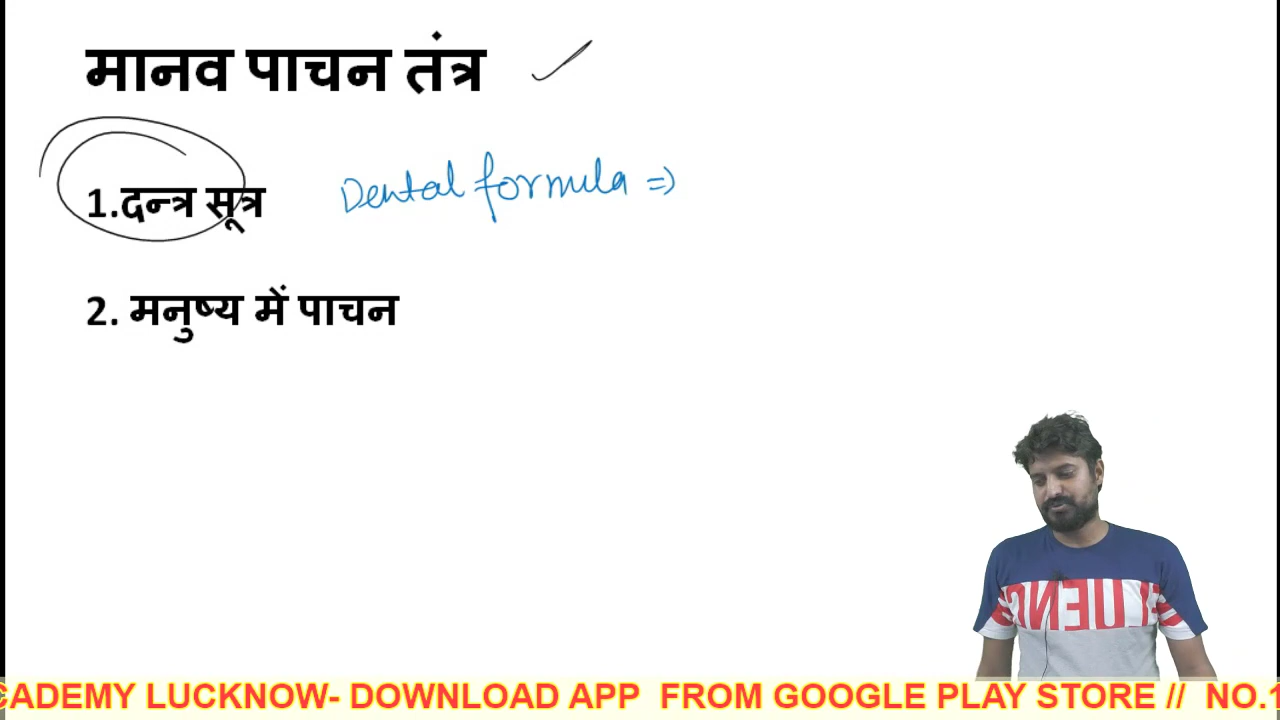 मानव पाचन तंत्र
1.दन्त्र सूत्र Dental formula ⇒
2. मनुष्य में पाचन
CADEMY LUCKNOW- DOWNLOAD APP FROM GOOGLE PLAY STORE // NO.1